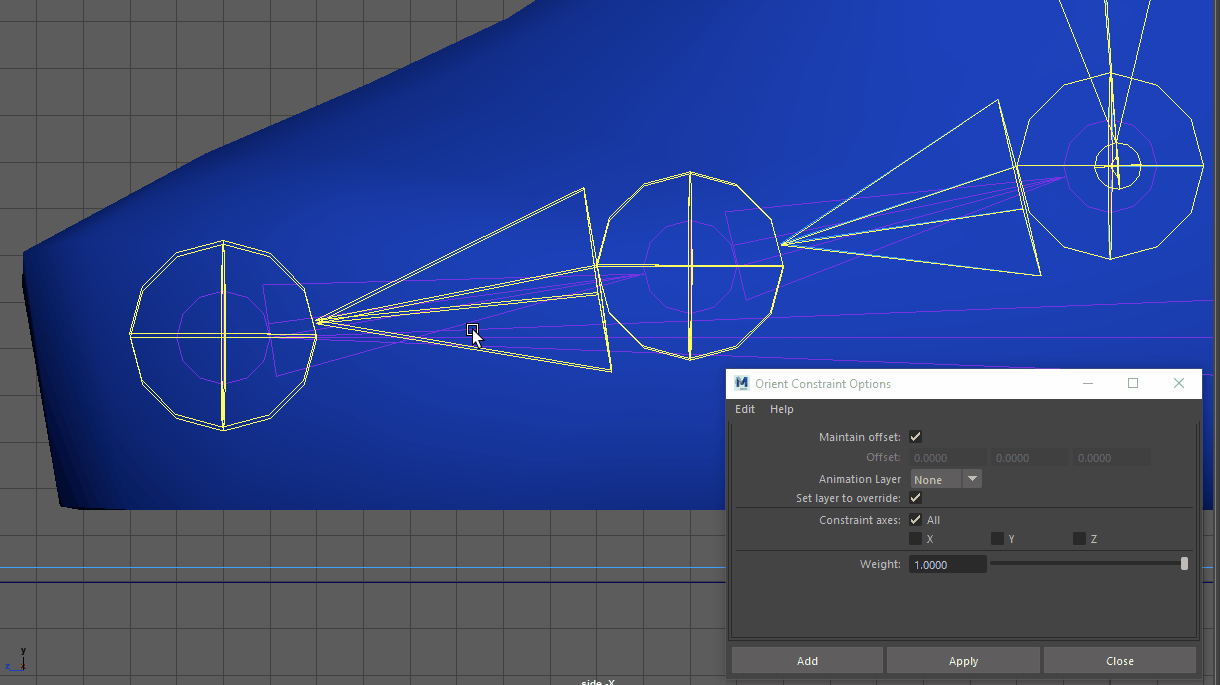 M Orient Constraint Options
Edit Help
Maintain offset:
Offset: 0.0000 0.0000 0.0000
Animation Layer None
Set layer to override:
Constraint axes: All
X Y Z
Weight: 1.0000
Add Apply Close
y
z x
side -X